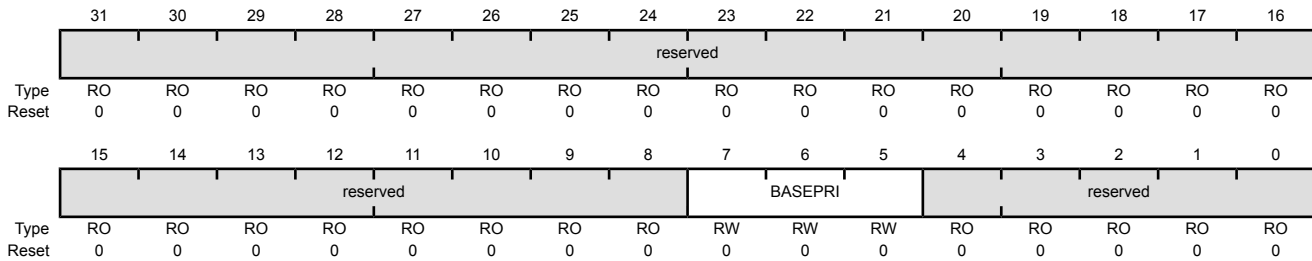 31 30 29 28 27 26 25 24 23 22 21 20 19 18 17 16
reserved
Type RO RO RO RO RO RO RO RO RO RO RO RO RO RO RO RO
Reset 0 0 0 0 0 0 0 0 0 0 0 0 0 0 0 0
15 14 13 12 11 10 9 8 7 6 5 4 3 2 1 0
reserved BASEPRI reserved
Type RO RO RO RO RO RO RO RO RW RW RW RO RO RO RO RO
Reset 0 0 0 0 0 0 0 0 0 0 0 0 0 0 0 0